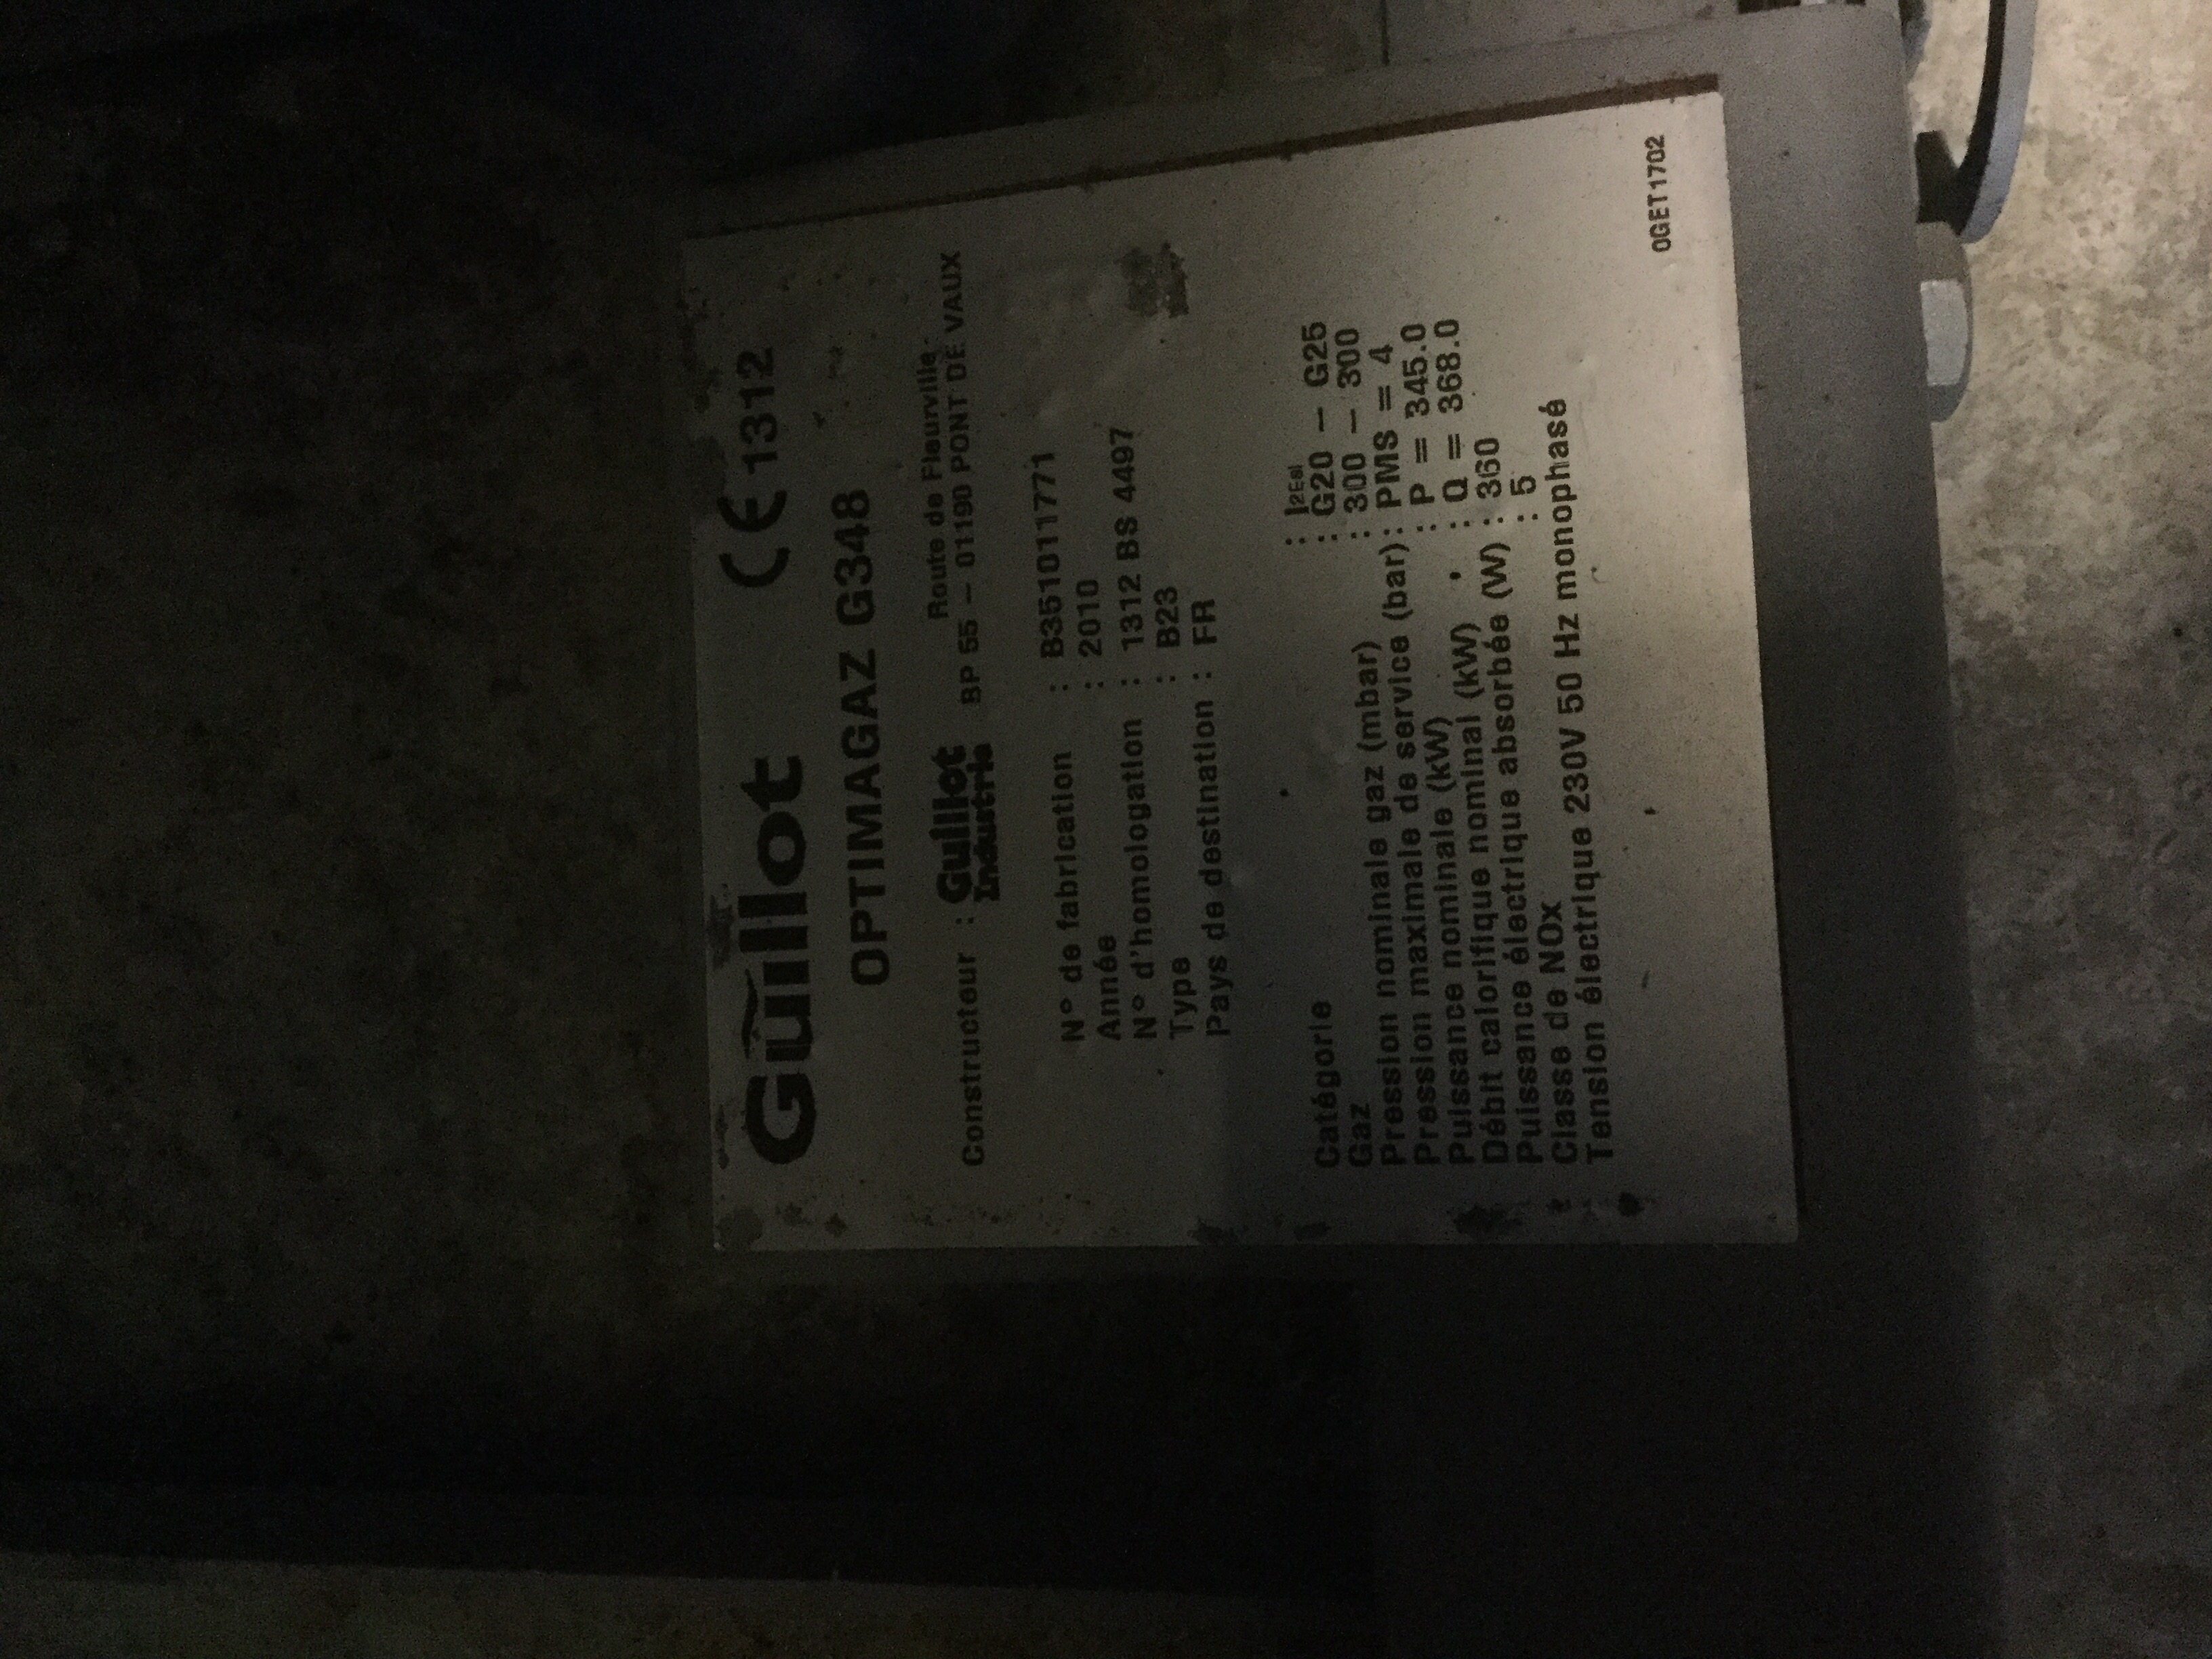 Guillot CE 1312
OPTIMAGAZ G348
Constructeur : Guillot Industrie Route de Fleurville -
BP 55 – 01190 PONT DE VAUX
N° de fabrication : B351011771
Année : 2010
N° d'homologation : 1312 BS 4497
Type : B23
Pays de destination : FR
Catégorie : I2Esi
Gaz : G20 – G25
Pression nominale gaz (mbar) : 300 – 300
Pression maximale de service (bar) : PMS = 4
Puissance nominale (kW) : P = 345.0
Débit calorifique nominal (kW) : Q = 368.0
Puissance électrique absorbée (W) : 360
Classe de NOx : 5
Tension électrique 230V 50 Hz monophasé
0GET1702